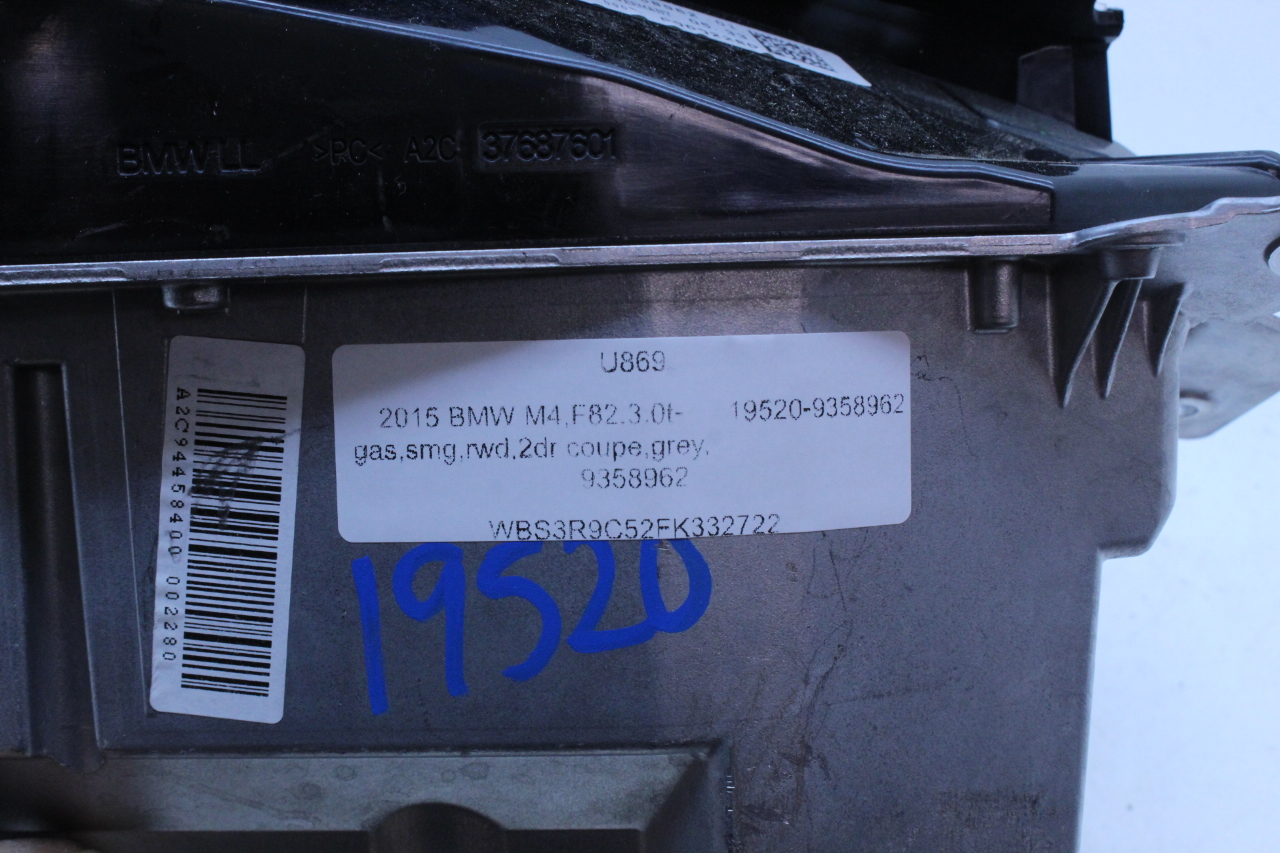 BMW LL >PC< A2C 37687601
A2C94458400 002280
U869
2015 BMW M4,F82.3.0t- 19520-9358962
gas,smg,rwd,2dr coupe,grey,
9358962
WBS3R9C52FK332722
19520